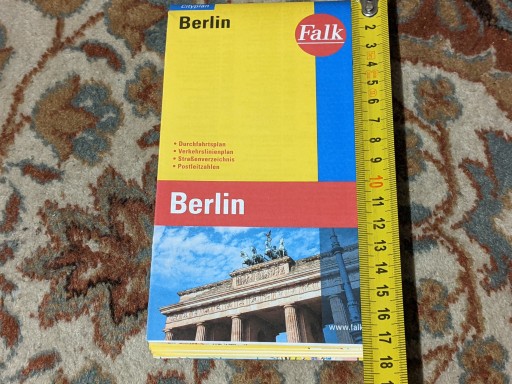 Cityplan
Berlin
Falk
• Durchfahrtsplan
• Verkehrslinienplan
• Straßenverzeichnis
• Postleitzahlen
Berlin
www.falk
2
3
4
5
6
7
8
9
10
11
12
13
14
15
16
17
18